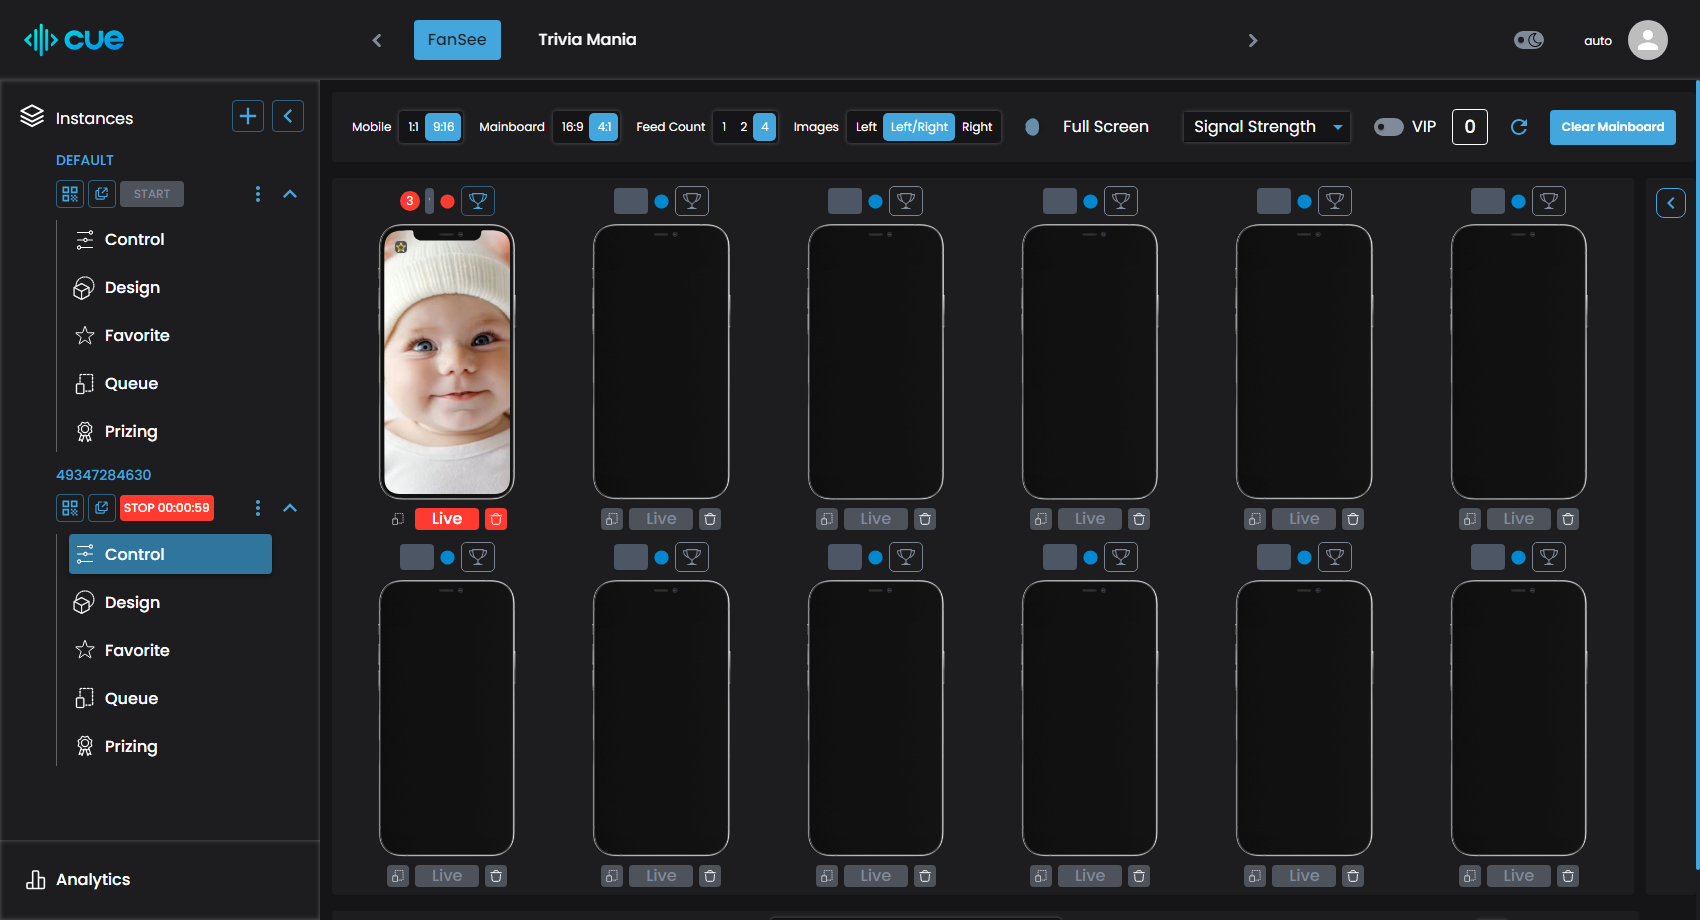 cue
FanSee
Trivia Mania
auto
Instances
DEFAULT
START
Control
Design
Favorite
Queue
Prizing
49347284630
STOP 00:00:59
Control
Design
Favorite
Queue
Prizing
Analytics
Mobile 1:1 9:16 Mainboard 16:9 4:1 Feed Count 1 2 4 Images Left Left/Right Right Full Screen Signal Strength VIP 0 Clear Mainboard
3
Live Live Live Live Live Live
Live Live Live Live Live Live